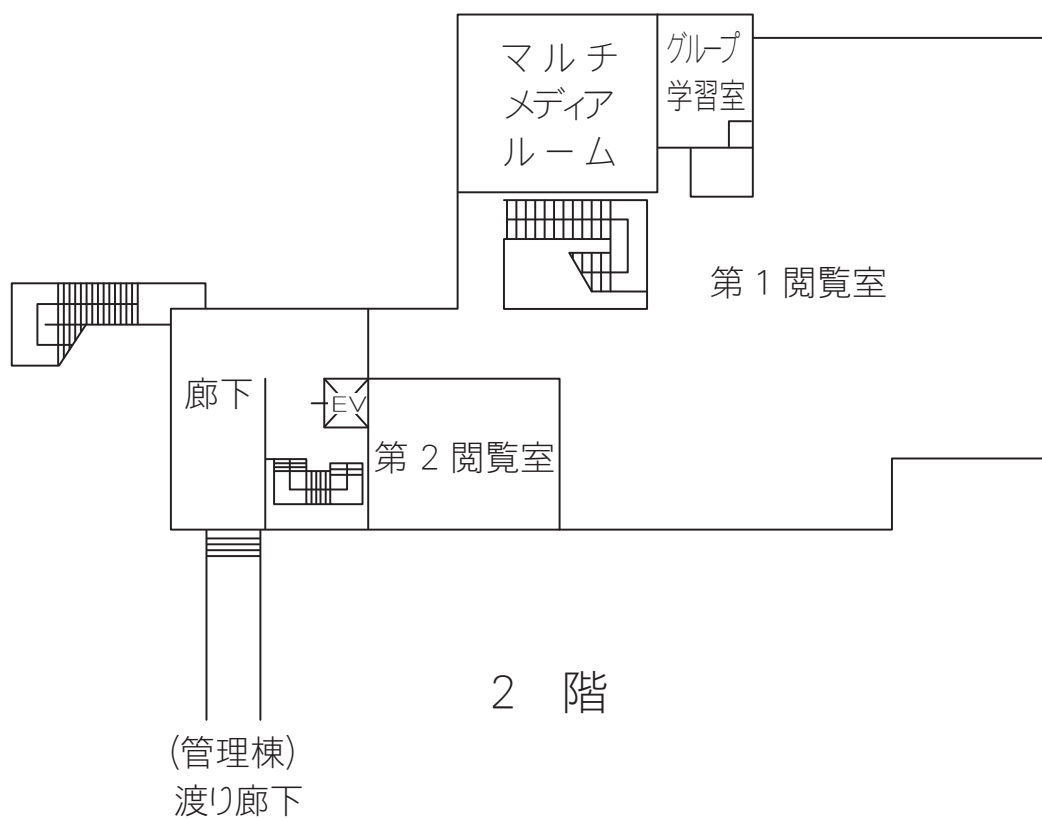 マルチ
メディア
ルーム
グループ
学習室
第1閲覧室
廊下
EV
第2閲覧室
2 階
(管理棟)
渡り廊下